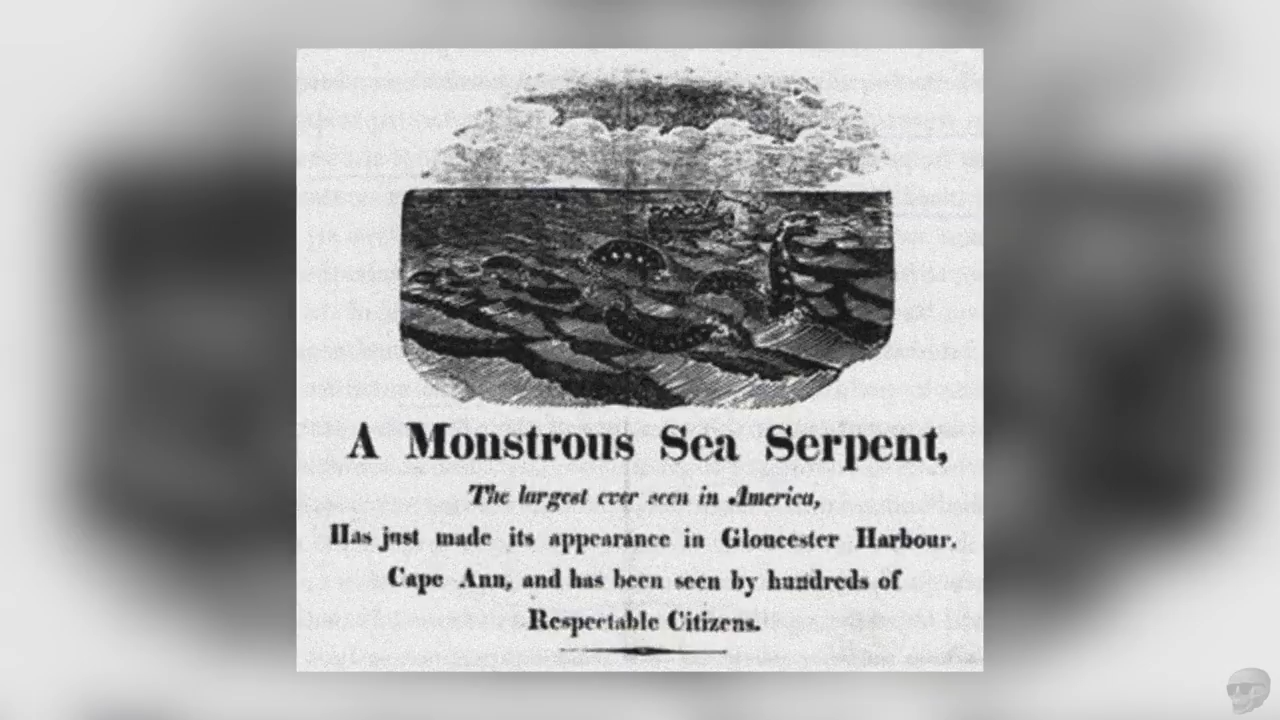 A Monstrous Sea Serpent,
The largest ever seen in America,
Has just made its appearance in Gloucester Harbour.
Cape Ann, and has been seen by hundreds of
Respectable Citizens.